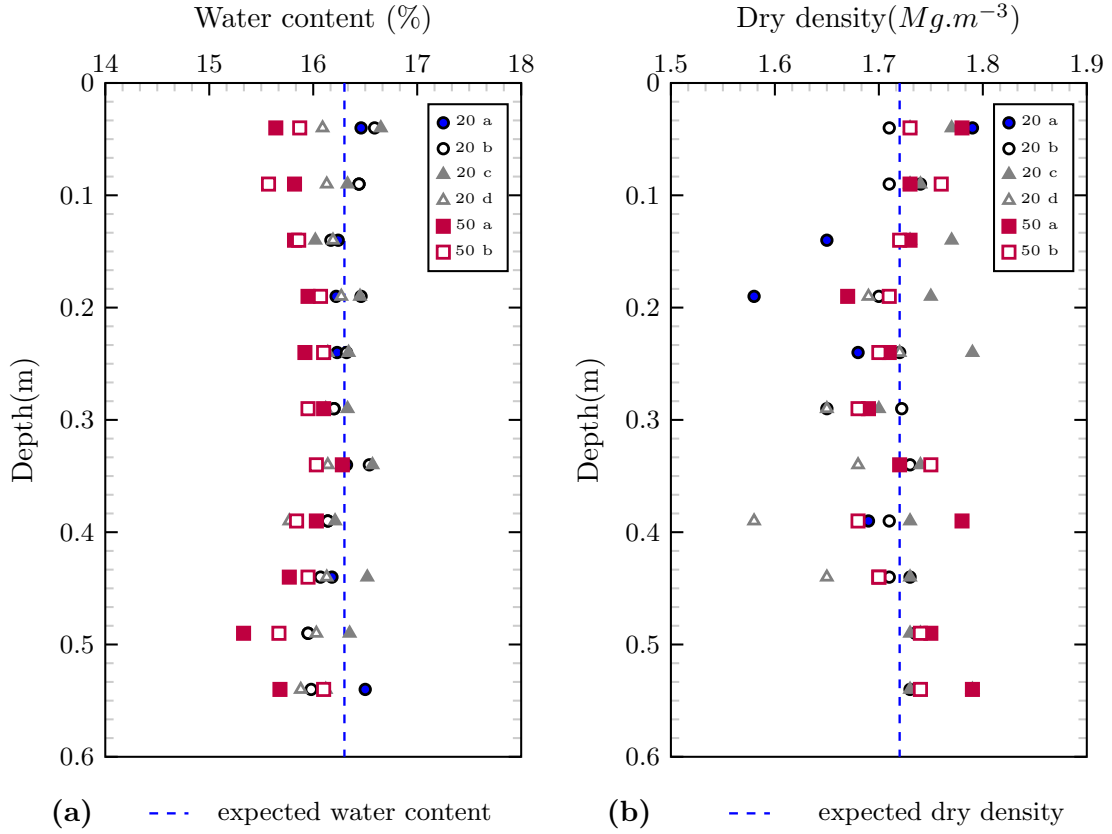 Water content (%)
14 15 16 17 18
0
0.1
0.2
0.3
0.4
0.5
0.6
Depth(m)
20 a
20 b
20 c
20 d
50 a
50 b
(a) expected water content
Dry density(Mg.m⁻³)
1.5 1.6 1.7 1.8 1.9
0
0.1
0.2
0.3
0.4
0.5
0.6
Depth(m)
20 a
20 b
20 c
20 d
50 a
50 b
(b) expected dry density